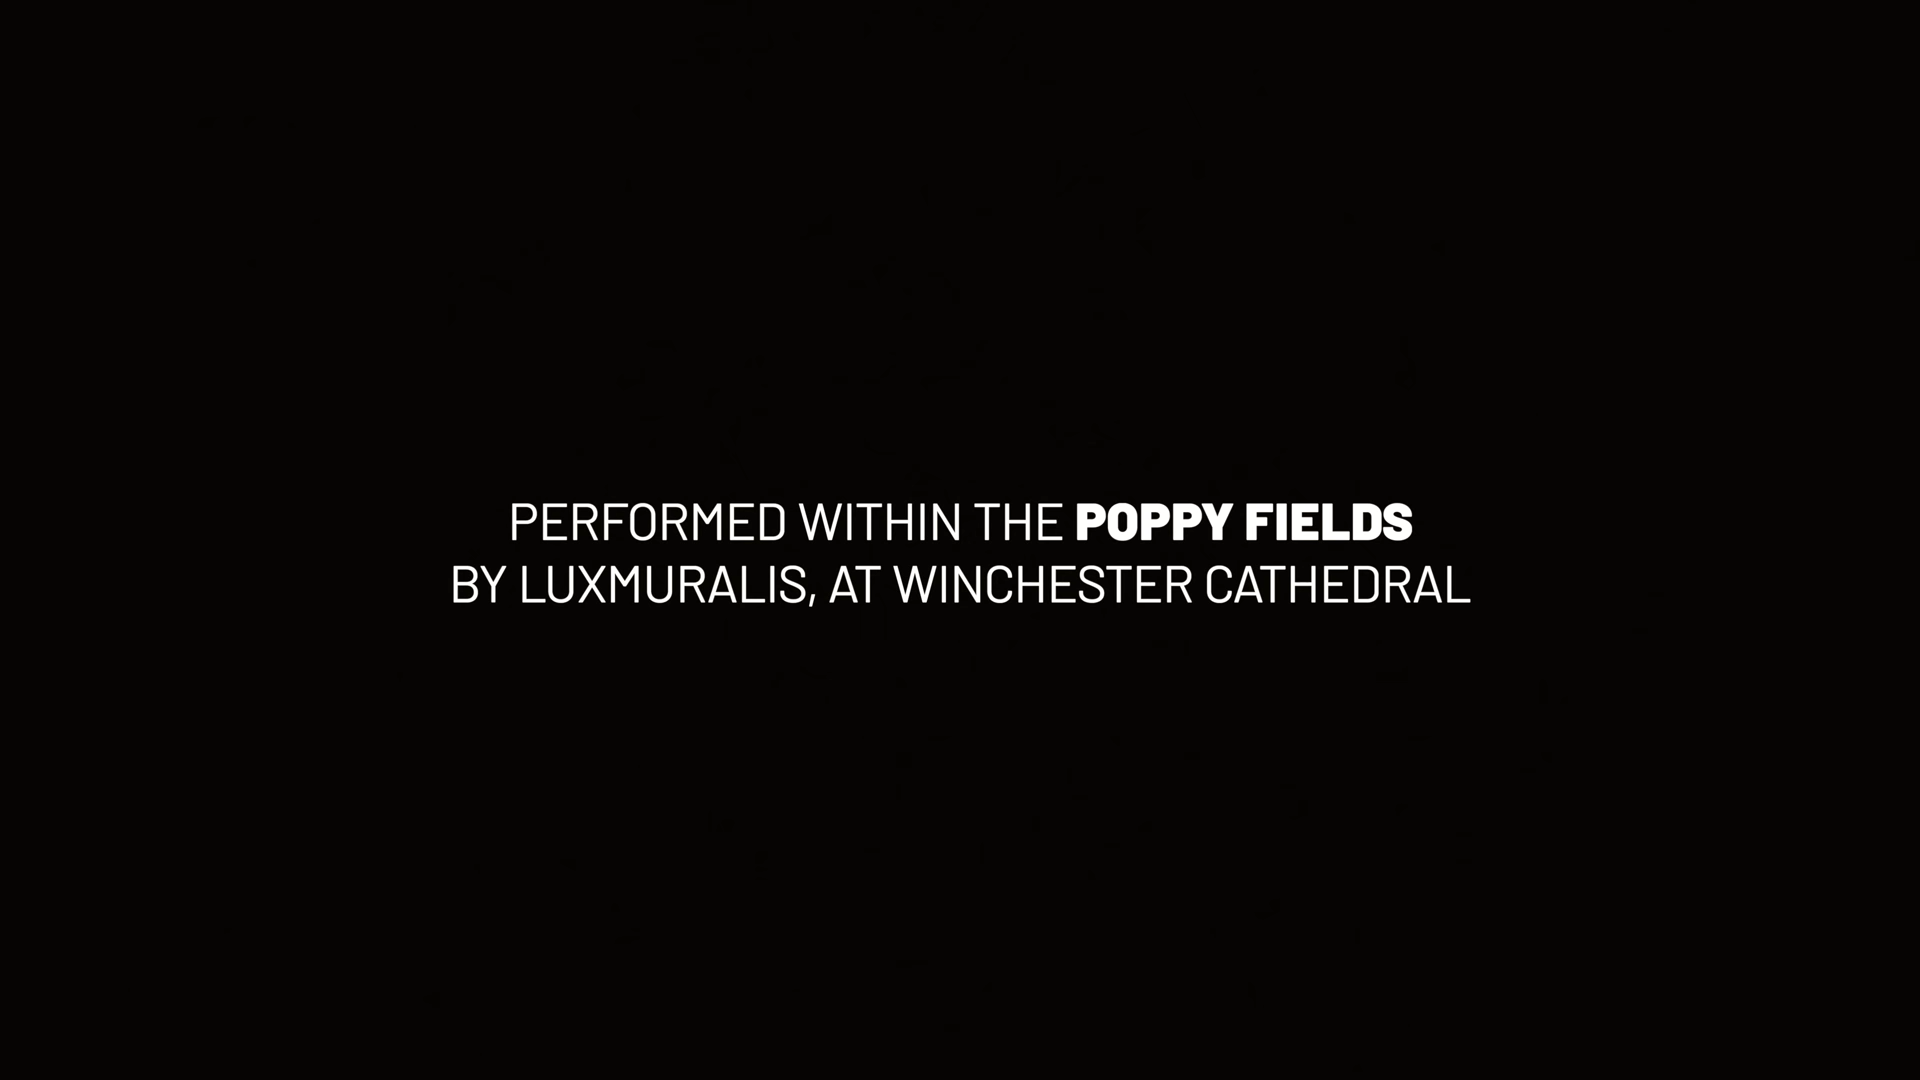 PERFORMED WITHIN THE POPPY FIELDS
BY LUXMURALIS, AT WINCHESTER CATHEDRAL